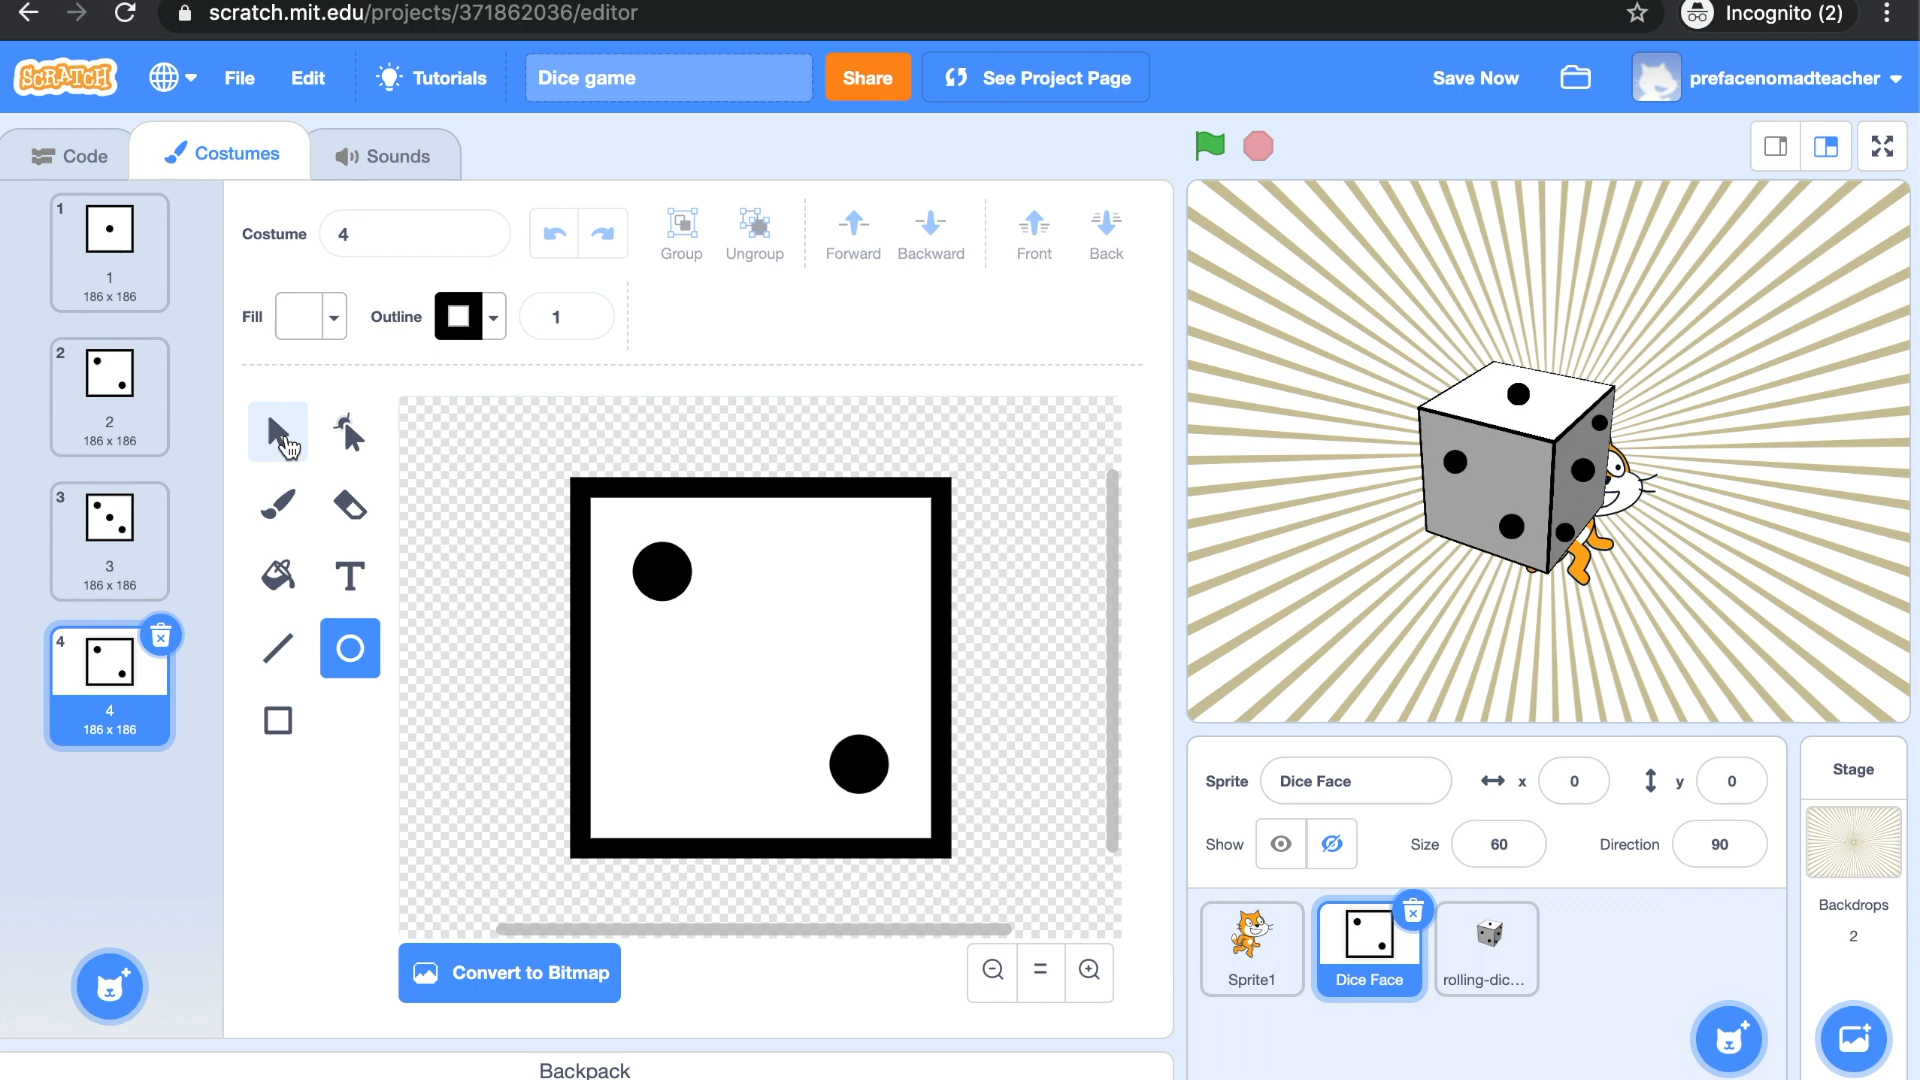 scratch.mit.edu/projects/371862036/editor
Incognito (2)
SCRATCH
File
Edit
Tutorials
Dice game
Share
See Project Page
Save Now
prefacenomadteacher
Code
Costumes
Sounds
1
1
186 x 186
2
2
186 x 186
3
3
186 x 186
4
4
186 x 186
Costume
4
Group
Ungroup
Forward
Backward
Front
Back
Fill
Outline
1
T
Convert to Bitmap
Backpack
Sprite
Dice Face
x
0
y
0
Show
Size
60
Direction
90
Sprite1
Dice Face
rolling-dic...
Stage
Backdrops
2